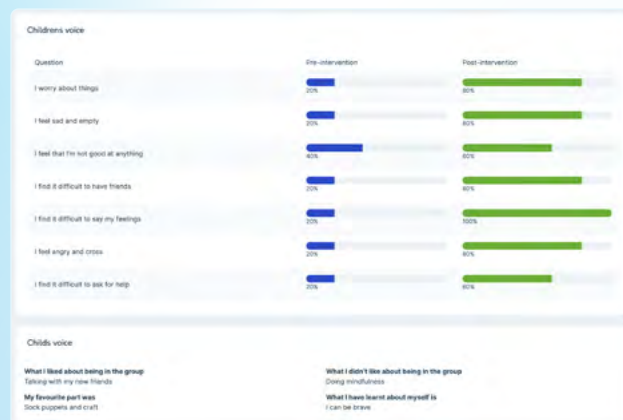 Childrens voice
Question Pre-intervention Post-intervention
I worry about things 20% 80%
I feel sad and empty 20% 80%
I feel that I'm not good at anything 40% 60%
I find it difficult to have friends 20% 80%
I find it difficult to say my feelings 20% 100%
I feel angry and cross 20% 80%
I find it difficult to ask for help 20% 60%
Childs voice
What I liked about being in the group What I didn't like about being in the group
Talking with my new friends Doing mindfulness
My favourite part was What I have learnt about myself is
Sock puppets and craft I can be brave